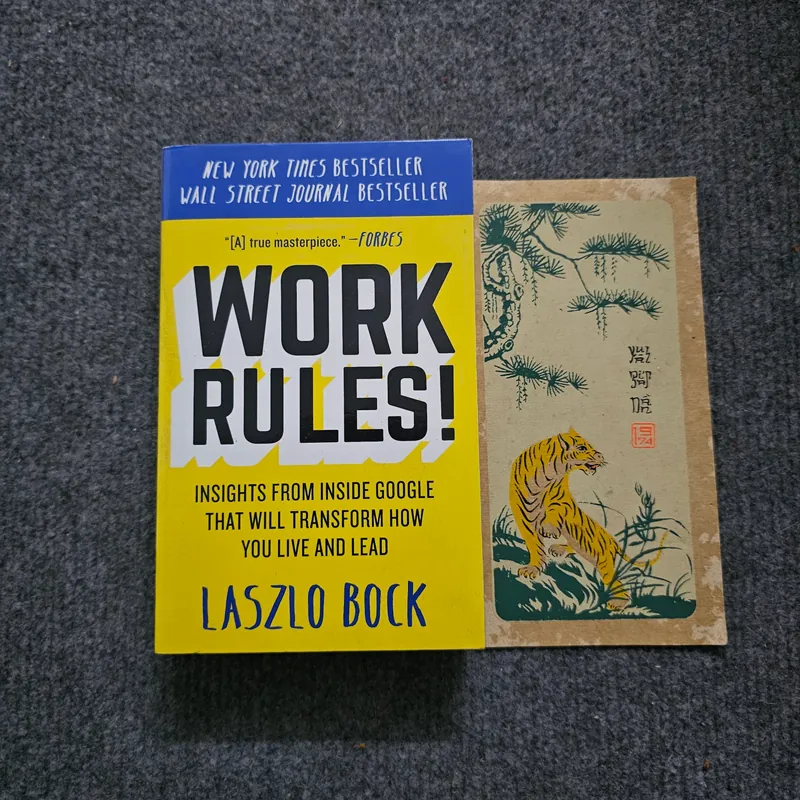 NEW YORK TIMES BESTSELLER
WALL STREET JOURNAL BESTSELLER
“[A] true masterpiece.” —FORBES
WORK
RULES!
INSIGHTS FROM INSIDE GOOGLE
THAT WILL TRANSFORM HOW
YOU LIVE AND LEAD
LASZLO BOCK